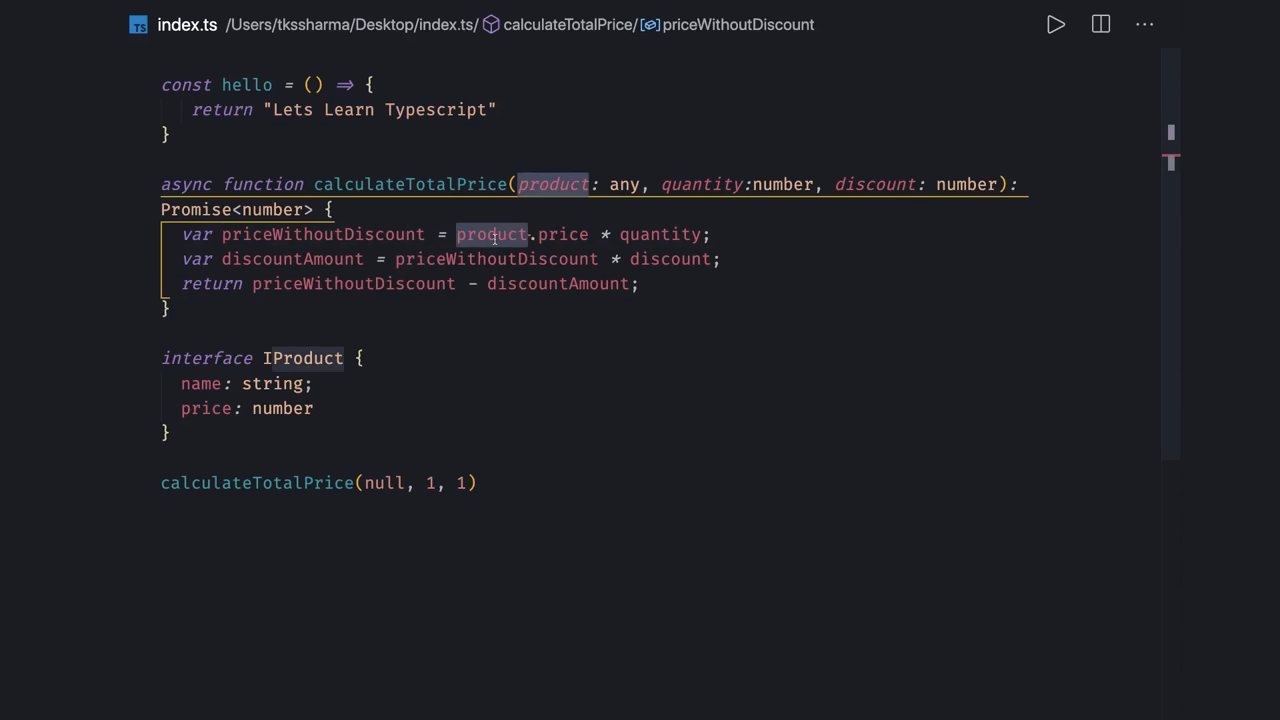 TS index.ts /Users/tkssharma/Desktop/index.ts/ calculateTotalPrice/ priceWithoutDiscount ...
const hello = () => {
return "Lets Learn Typescript"
}
async function calculateTotalPrice(product: any, quantity:number, discount: number):
Promise<number> {
var priceWithoutDiscount = product.price * quantity;
var discountAmount = priceWithoutDiscount * discount;
return priceWithoutDiscount - discountAmount;
}
interface IProduct {
name: string;
price: number
}
calculateTotalPrice(null, 1, 1)